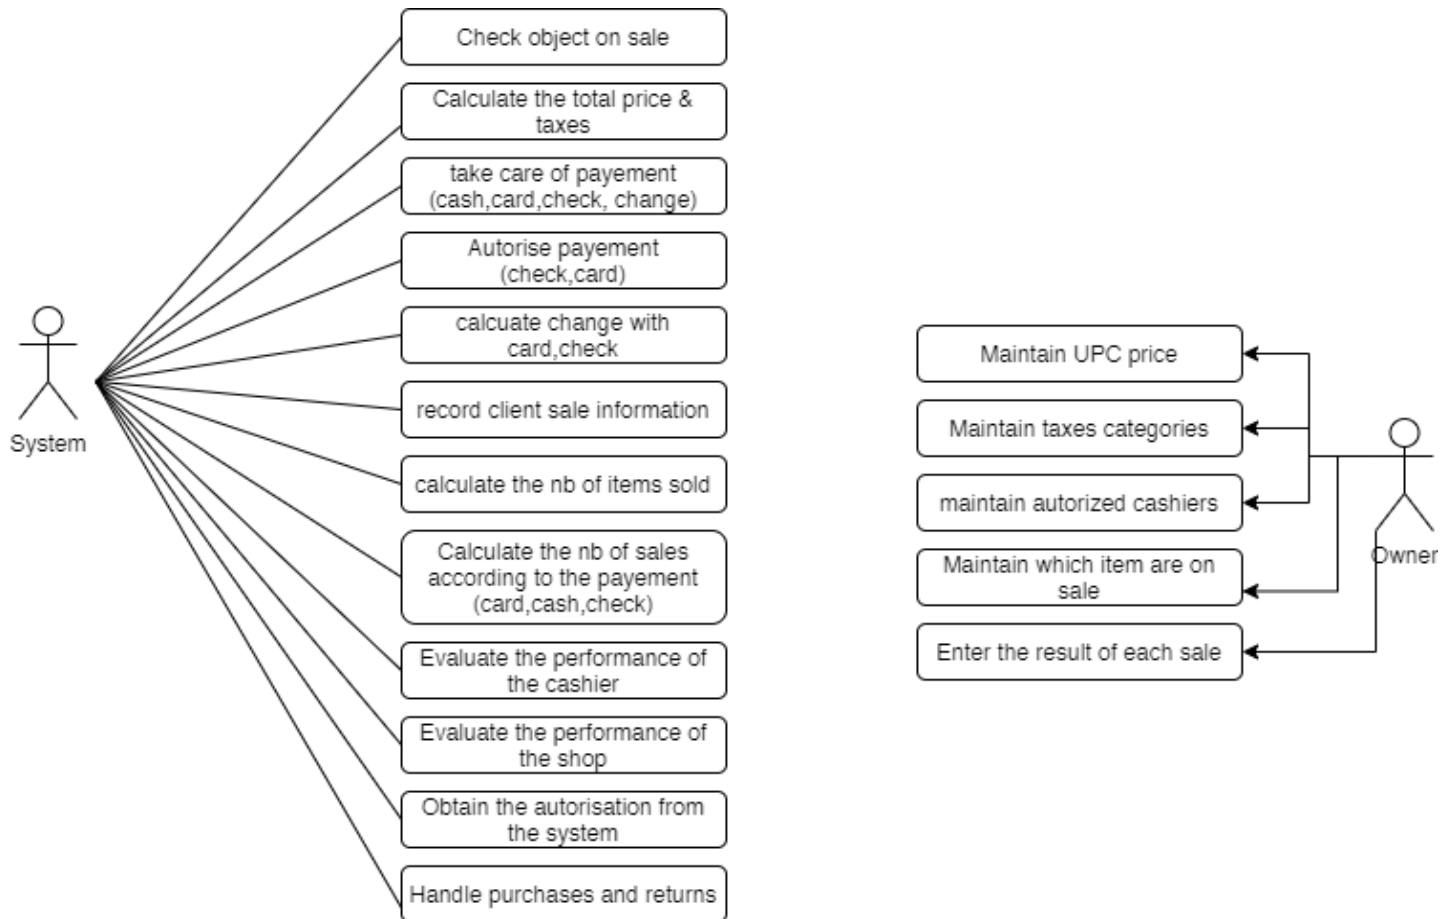 Check object on sale
Calculate the total price &
taxes
take care of payement
(cash,card,check, change)
Autorise payement
(check,card)
calcuate change with
card,check
record client sale information
calculate the nb of items sold
Calculate the nb of sales
according to the payement
(card,cash,check)
Evaluate the performance of
the cashier
Evaluate the performance of
the shop
Obtain the autorisation from
the system
Handle purchases and returns
System
Maintain UPC price
Maintain taxes categories
maintain autorized cashiers
Maintain which item are on
sale
Enter the result of each sale
Owner